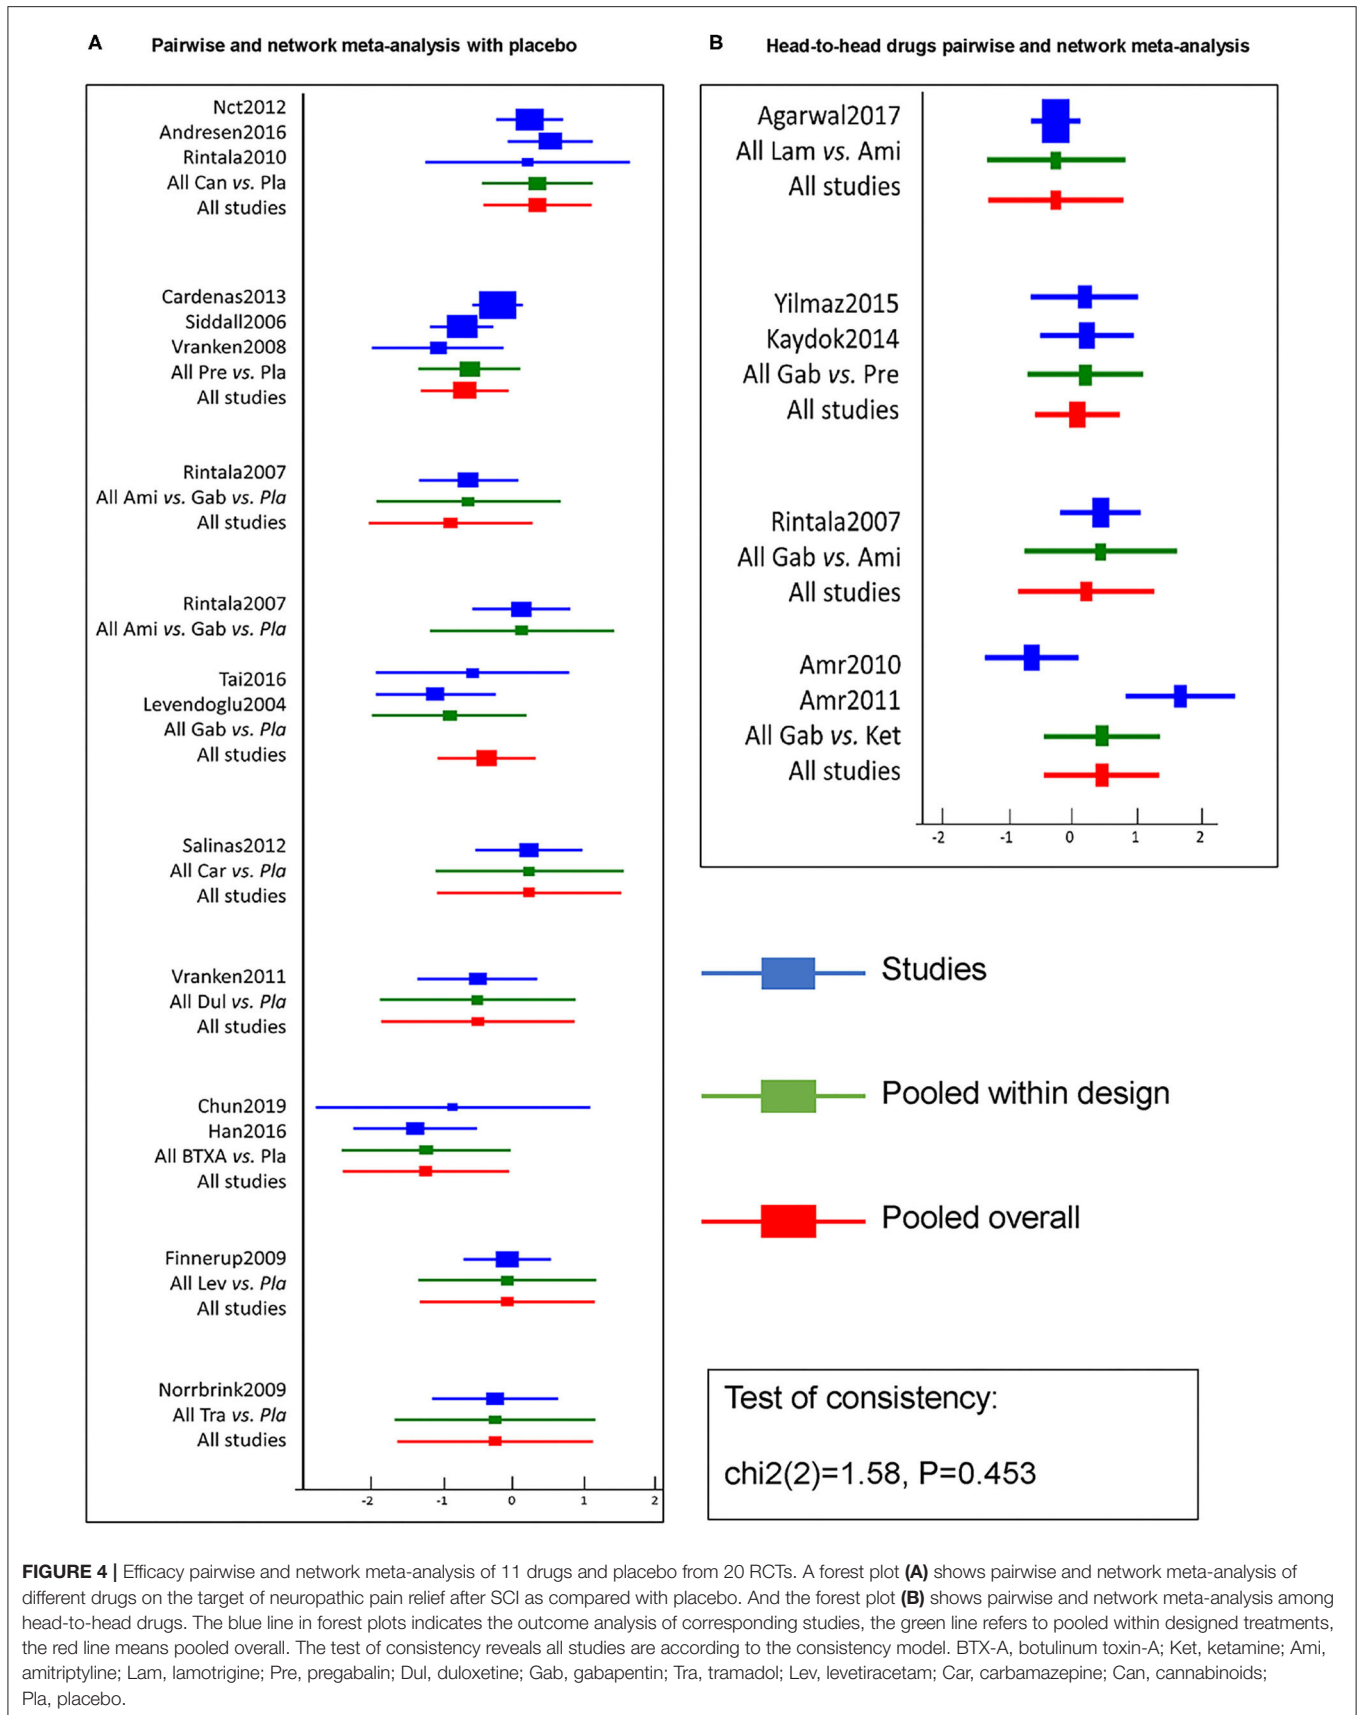 A Pairwise and network meta-analysis with placebo
Nct2012
Andresen2016
Rintala2010
All Can vs. Pla
All studies
Cardenas2013
Siddall2006
Vranken2008
All Pre vs. Pla
All studies
Rintala2007
All Ami vs. Gab vs. Pla
All studies
Rintala2007
All Ami vs. Gab vs. Pla
Tai2016
Levendoglu2004
All Gab vs. Pla
All studies
Salinas2012
All Car vs. Pla
All studies
Vranken2011
All Dul vs. Pla
All studies
Chun2019
Han2016
All BTXA vs. Pla
All studies
Finnerup2009
All Lev vs. Pla
All studies
Norrbrink2009
All Tra vs. Pla
All studies
-2 -1 0 1 2
B Head-to-head drugs pairwise and network meta-analysis
Agarwal2017
All Lam vs. Ami
All studies
Yilmaz2015
Kaydok2014
All Gab vs. Pre
All studies
Rintala2007
All Gab vs. Ami
All studies
Amr2010
Amr2011
All Gab vs. Ket
All studies
-2 -1 0 1 2
Studies
Pooled within design
Pooled overall
Test of consistency:
chi2(2)=1.58, P=0.453
FIGURE 4 | Efficacy pairwise and network meta-analysis of 11 drugs and placebo from 20 RCTs. A forest plot (A) shows pairwise and network meta-analysis of
different drugs on the target of neuropathic pain relief after SCI as compared with placebo. And the forest plot (B) shows pairwise and network meta-analysis among
head-to-head drugs. The blue line in forest plots indicates the outcome analysis of corresponding studies, the green line refers to pooled within designed treatments,
the red line means pooled overall. The test of consistency reveals all studies are according to the consistency model. BTX-A, botulinum toxin-A; Ket, ketamine; Ami,
amitriptyline; Lam, lamotrigine; Pre, pregabalin; Dul, duloxetine; Gab, gabapentin; Tra, tramadol; Lev, levetiracetam; Car, carbamazepine; Can, cannabinoids;
Pla, placebo.